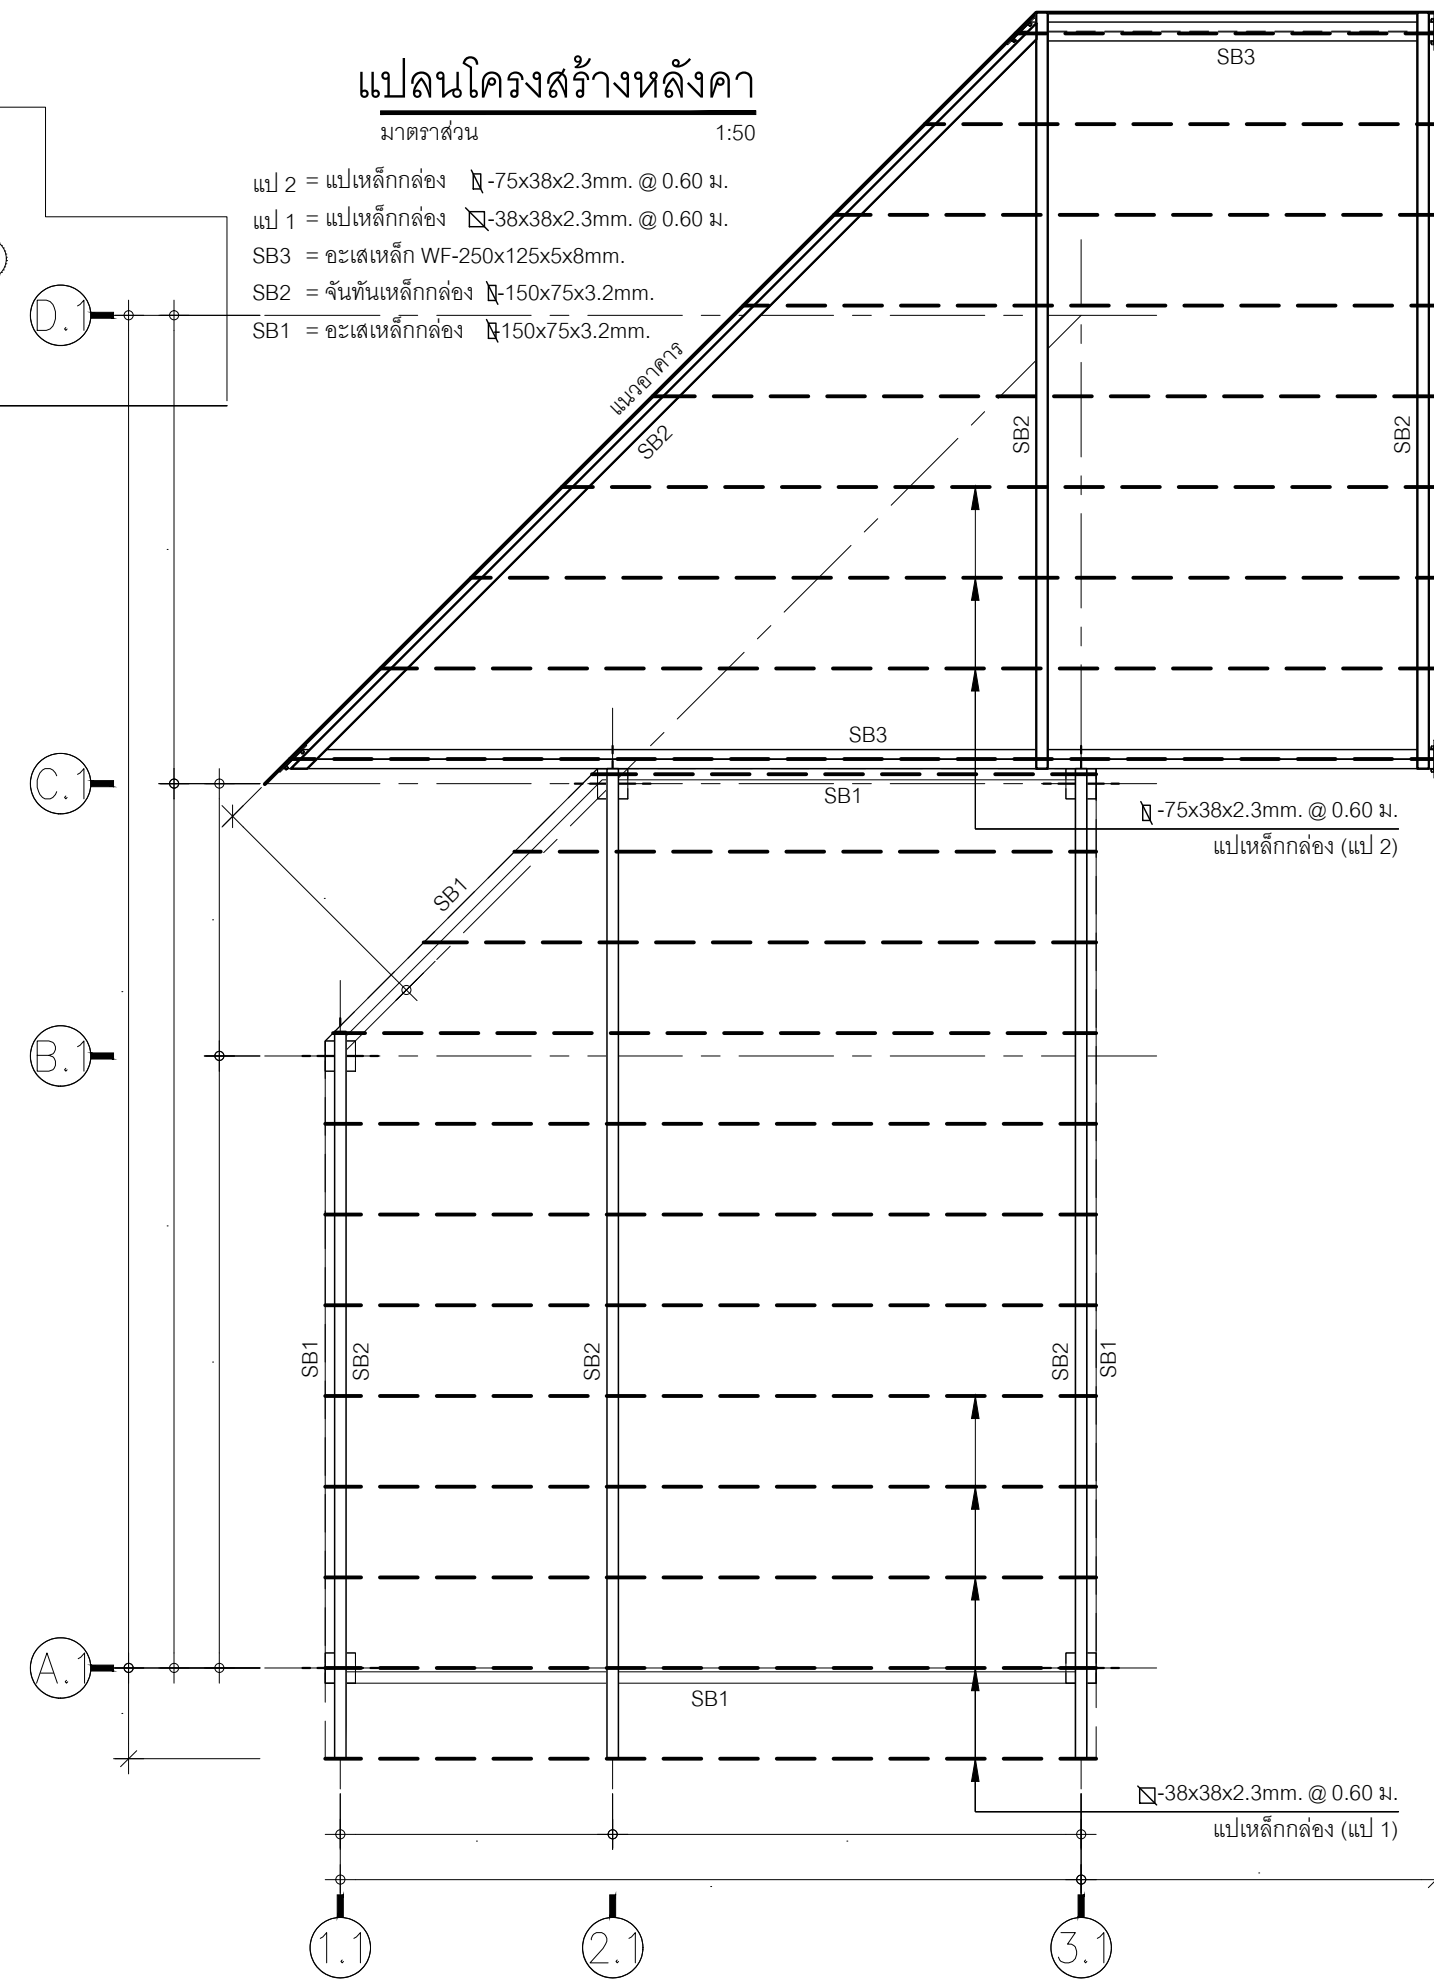 แปลนโครงสร้างหลังคา
มาตราส่วน 1:50
แป 2 = แปเหล็กกล่อง -75x38x2.3mm. @ 0.60 ม.
แป 1 = แปเหล็กกล่อง -38x38x2.3mm. @ 0.60 ม.
SB3 = อะเสเหล็ก WF-250x125x5x8mm.
SB2 = จันทันเหล็กกล่อง -150x75x3.2mm.
SB1 = อะเสเหล็กกล่อง -150x75x3.2mm.
SB3
D.1
แนวอาคาร
SB2
SB2
SB2
SB3
C.1
SB1
-75x38x2.3mm. @ 0.60 ม.
แปเหล็กกล่อง (แป 2)
SB1
B.1
SB1
SB2
SB2
SB2
SB1
A.1
SB1
-38x38x2.3mm. @ 0.60 ม.
แปเหล็กกล่อง (แป 1)
1.1
2.1
3.1